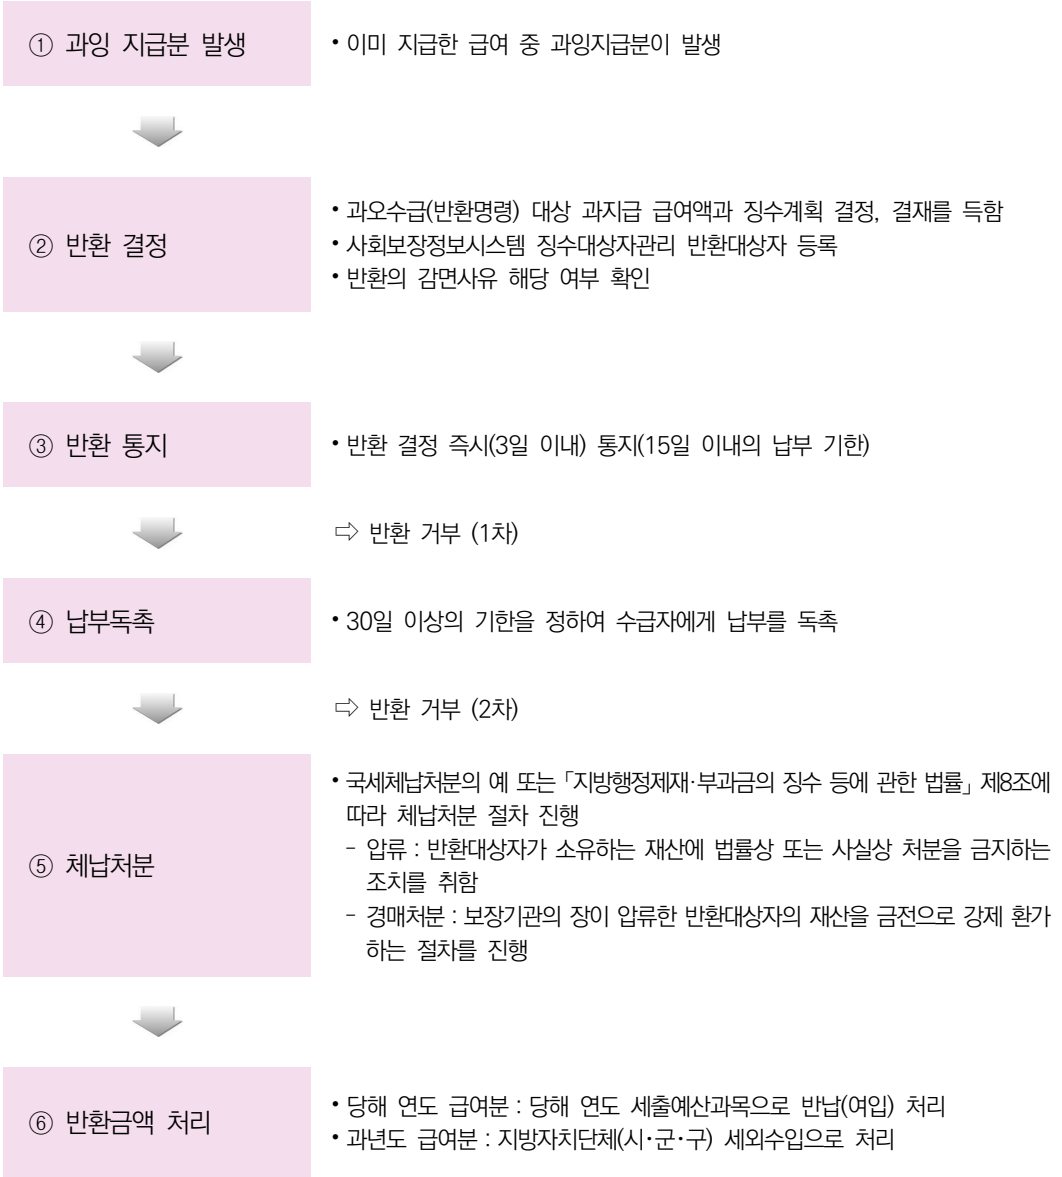 ① 과잉 지급분 발생
• 이미 지급한 급여 중 과잉지급분이 발생
② 반환 결정
• 과오수급(반환명령) 대상 과지급 급여액과 징수계획 결정, 결재를 득함
• 사회보장정보시스템 징수대상자관리 반환대상자 등록
• 반환의 감면사유 해당 여부 확인
③ 반환 통지
• 반환 결정 즉시(3일 이내) 통지(15일 이내의 납부 기한)
⇨ 반환 거부 (1차)
④ 납부독촉
• 30일 이상의 기한을 정하여 수급자에게 납부를 독촉
⇨ 반환 거부 (2차)
⑤ 체납처분
• 국세체납처분의 예 또는 「지방행정제재·부과금의 징수 등에 관한 법률」 제8조에
따라 체납처분 절차 진행
- 압류 : 반환대상자가 소유하는 재산에 법률상 또는 사실상 처분을 금지하는
조치를 취함
- 경매처분 : 보장기관의 장이 압류한 반환대상자의 재산을 금전으로 강제 환가
하는 절차를 진행
⑥ 반환금액 처리
• 당해 연도 급여분 : 당해 연도 세출예산과목으로 반납(여입) 처리
• 과년도 급여분 : 지방자치단체(시·군·구) 세외수입으로 처리